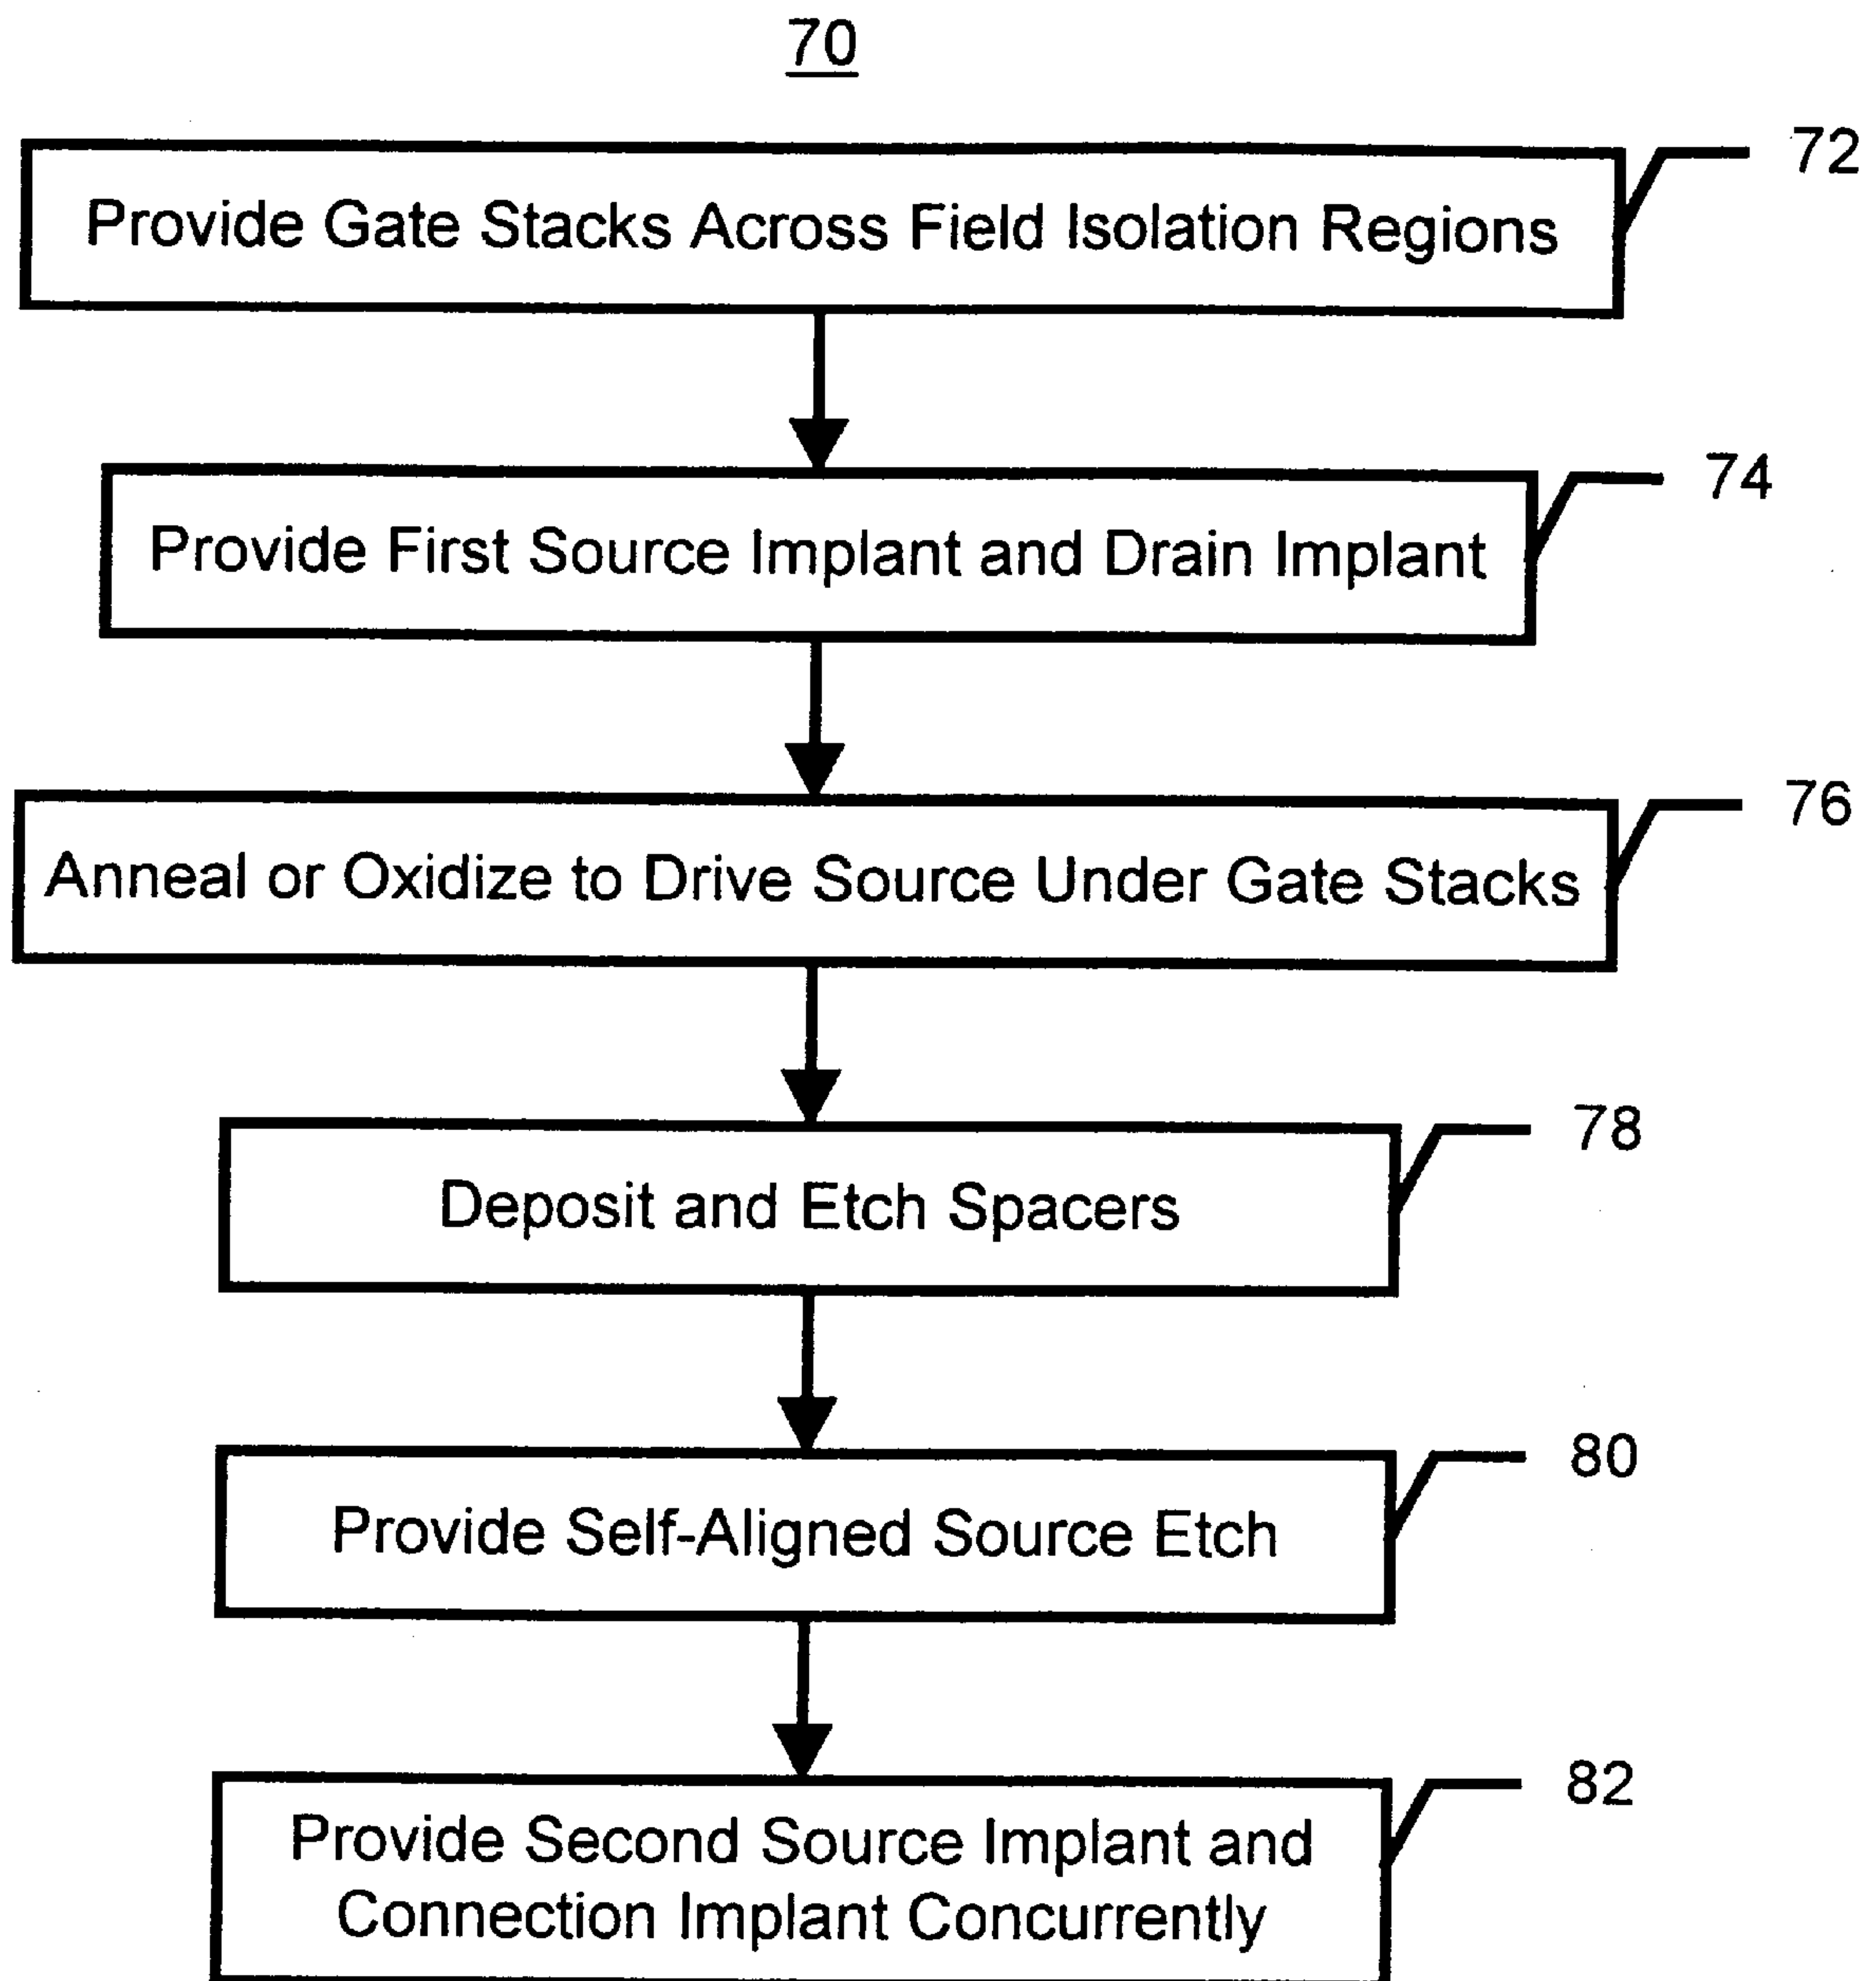 70
72
Provide Gate Stacks Across Field Isolation Regions
74
Provide First Source Implant and Drain Implant
76
Anneal or Oxidize to Drive Source Under Gate Stacks
78
Deposit and Etch Spacers
80
Provide Self-Aligned Source Etch
82
Provide Second Source Implant and
Connection Implant Concurrently